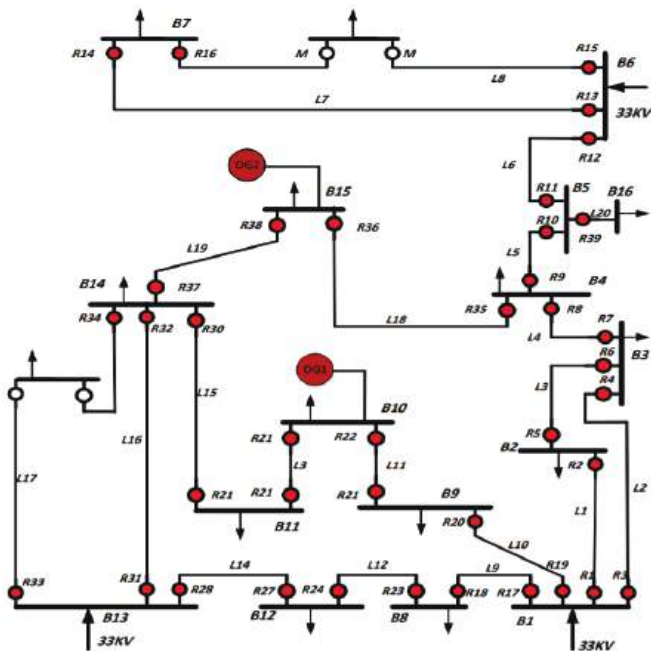 B7
R14
R16
M
M
R15
B6
L8
R13
L7
33KV
R12
L6
R11
B5
B16
DG2
B15
R10
L20
R39
R38
R36
L5
L19
R9
B4
B14
R37
R34
R32
R30
R35
R8
L18
R7
L4
R6
B3
DG1
R4
L15
L3
B10
R5
L16
R21
R22
B2
R2
L3
L11
L2
L17
R21
R21
R21
B9
L1
B11
R20
L10
R33
R31
R28
L14
R27
R24
L12
R23
L9
R18
R17
R19
R1
R3
B13
B12
B8
B1
33KV
33KV